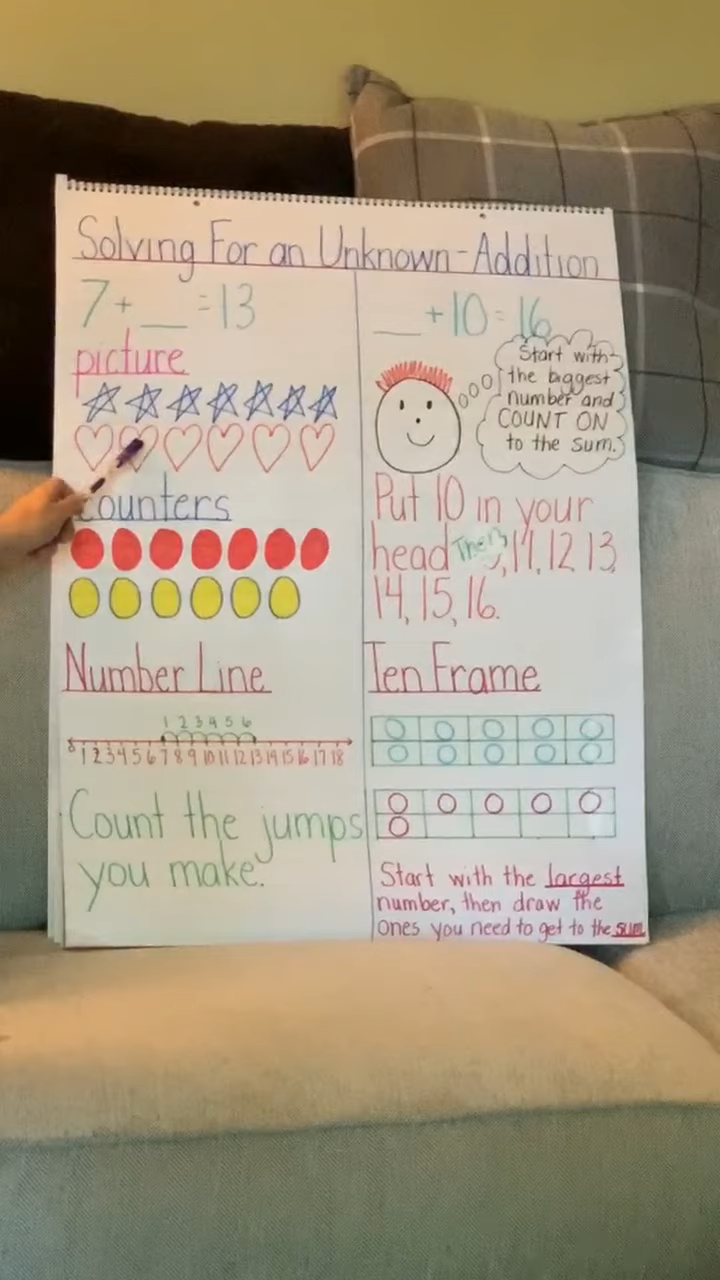 Solving For an Unknown-Addition
7 + __ = 13
picture
counters
Number Line
1 2 3 4 5 6
0 1 2 3 4 5 6 7 8 9 10 11 12 13 14 15 16 17 18
Count the jumps
you make.
__ + 10 = 16
Start with
the biggest
number and
COUNT ON
to the sum.
Put 10 in your
head Then, 11, 12 13,
14, 15, 16.
Ten Frame
Start with the largest
number, then draw the
ones you need to get to the sum